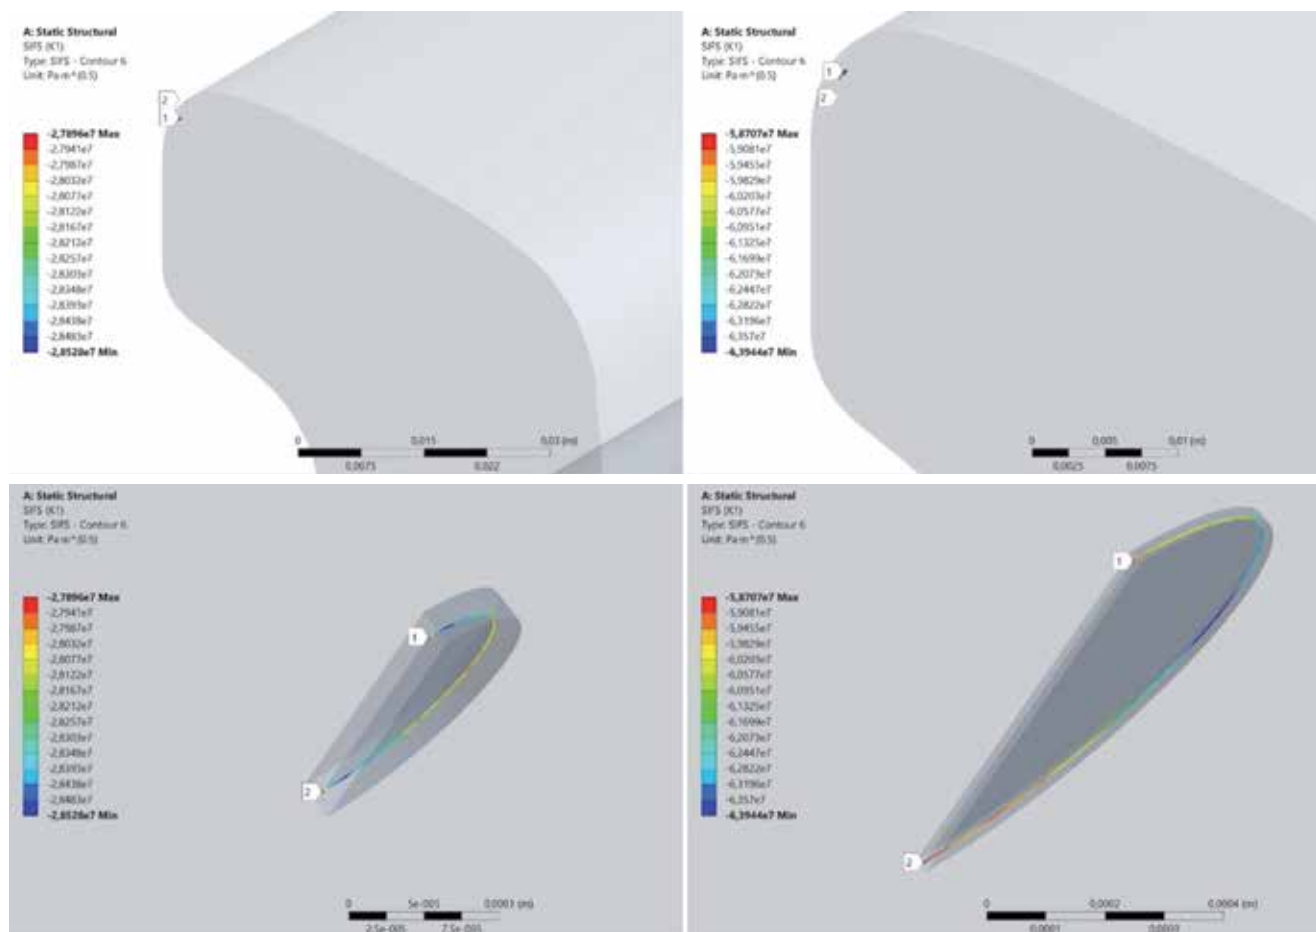 A: Static Structural
SIFS (K1)
Type: SIFS - Contour 6
Unit: Pa·m^(0.5)
2
1
-2,7896e7 Max
-2,7941e7
-2,7987e7
-2,8032e7
-2,8077e7
-2,8122e7
-2,8167e7
-2,8212e7
-2,8257e7
-2,8303e7
-2,8348e7
-2,8393e7
-2,8438e7
-2,8483e7
-2,8528e7 Min
0 0,015 0,03 (m)
0,0075 0,022
A: Static Structural
SIFS (K1)
Type: SIFS - Contour 6
Unit: Pa·m^(0.5)
1
2
-5,8707e7 Max
-5,9081e7
-5,9455e7
-5,9829e7
-6,0203e7
-6,0577e7
-6,0951e7
-6,1325e7
-6,1699e7
-6,2073e7
-6,2447e7
-6,2822e7
-6,3196e7
-6,357e7
-6,3944e7 Min
0 0,005 0,01 (m)
0,0025 0,0075
A: Static Structural
SIFS (K1)
Type: SIFS - Contour 6
Unit: Pa·m^(0.5)
1
2
-2,7896e7 Max
-2,7941e7
-2,7987e7
-2,8032e7
-2,8077e7
-2,8122e7
-2,8167e7
-2,8212e7
-2,8257e7
-2,8303e7
-2,8348e7
-2,8393e7
-2,8438e7
-2,8483e7
-2,8528e7 Min
0 5e-005 0,0001 (m)
2,5e-005 7,5e-005
A: Static Structural
SIFS (K1)
Type: SIFS - Contour 6
Unit: Pa·m^(0.5)
1
2
-5,8707e7 Max
-5,9081e7
-5,9455e7
-5,9829e7
-6,0203e7
-6,0577e7
-6,0951e7
-6,1325e7
-6,1699e7
-6,2073e7
-6,2447e7
-6,2822e7
-6,3196e7
-6,357e7
-6,3944e7 Min
0 0,0002 0,0004 (m)
0,0001 0,0003